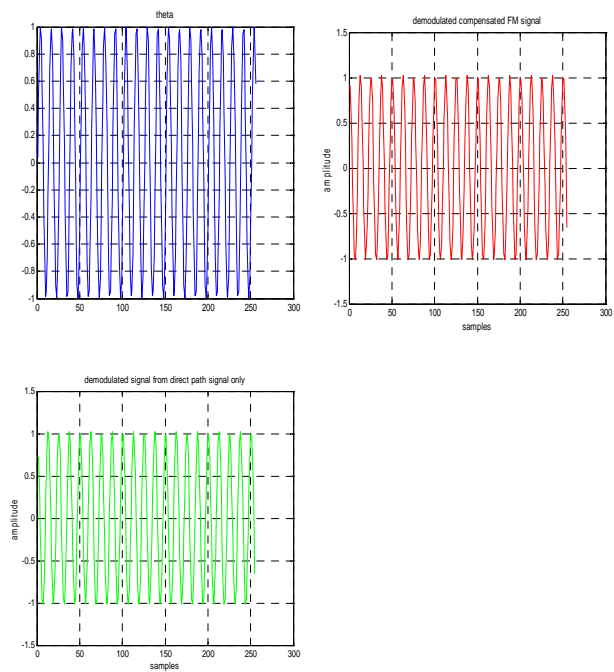 theta
1
0.8
0.6
0.4
0.2
0
-0.2
-0.4
-0.6
-0.8
-1
0 50 100 150 200 250 300
demodulated compensated FM signal
1.5
1
0.5
0
-0.5
-1
-1.5
amplitude
0 50 100 150 200 250 300
samples
demodulated signal from direct path signal only
1.5
1
0.5
0
-0.5
-1
-1.5
amplitude
0 50 100 150 200 250 300
samples